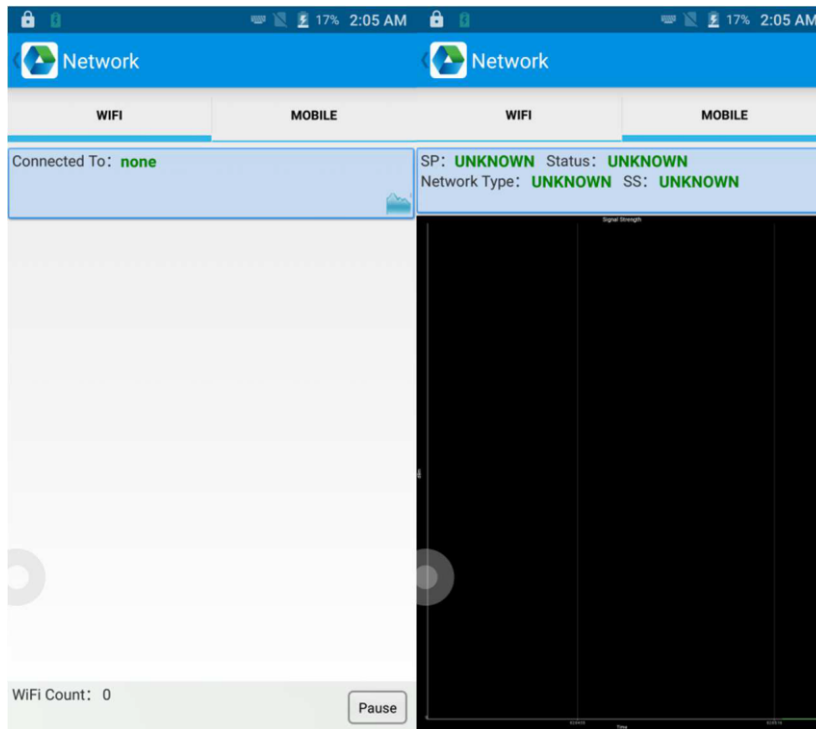 17% 2:05 AM
Network
WIFI MOBILE
Connected To: none
WiFi Count: 0
Pause
17% 2:05 AM
Network
WIFI MOBILE
SP: UNKNOWN Status: UNKNOWN
Network Type: UNKNOWN SS: UNKNOWN
Signal Strength
Time